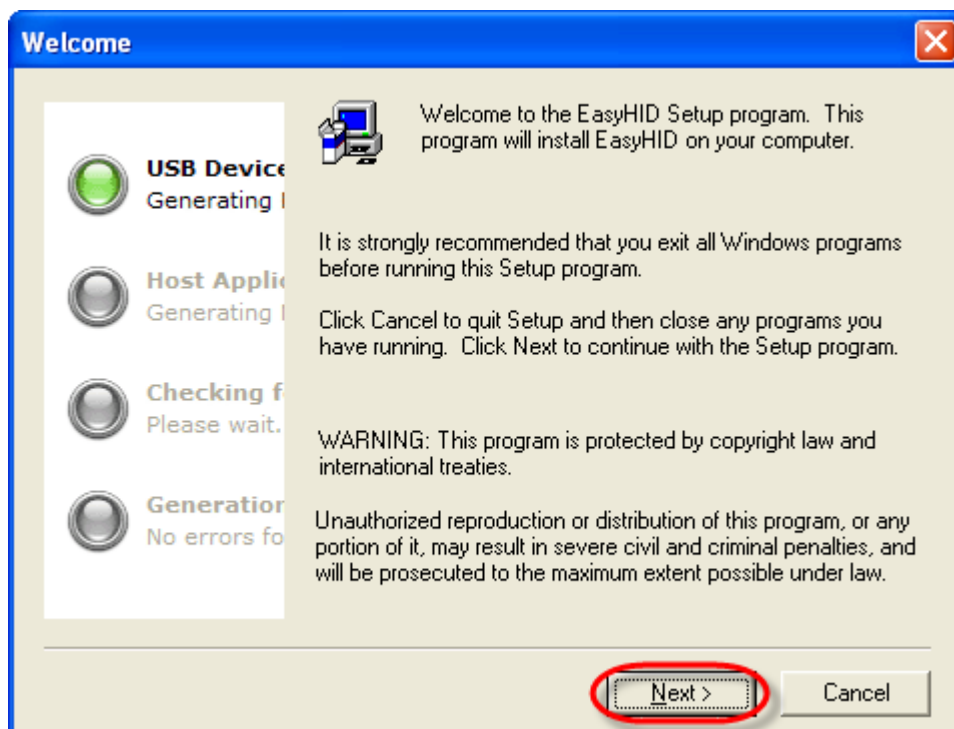 Welcome
USB Device
Generating
Host Applic
Generating
Checking f
Please wait.
Generation
No errors fo
Welcome to the EasyHID Setup program. This
program will install EasyHID on your computer.
It is strongly recommended that you exit all Windows programs
before running this Setup program.
Click Cancel to quit Setup and then close any programs you
have running. Click Next to continue with the Setup program.
WARNING: This program is protected by copyright law and
international treaties.
Unauthorized reproduction or distribution of this program, or any
portion of it, may result in severe civil and criminal penalties, and
will be prosecuted to the maximum extent possible under law.
Next >
Cancel